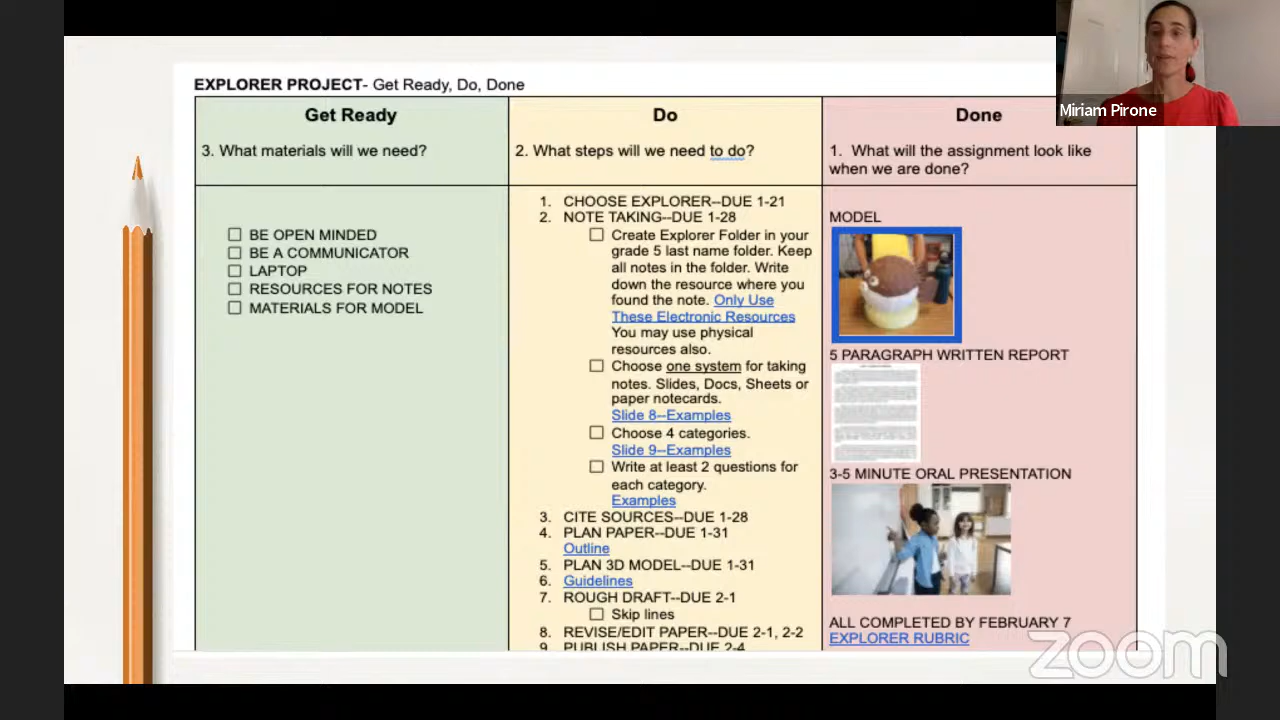 Miriam Pirone
EXPLORER PROJECT- Get Ready, Do, Done
Get Ready
3. What materials will we need?
☐ BE OPEN MINDED
☐ BE A COMMUNICATOR
☐ LAPTOP
☐ RESOURCES FOR NOTES
☐ MATERIALS FOR MODEL
Do
2. What steps will we need to do?
1. CHOOSE EXPLORER--DUE 1-21
2. NOTE TAKING--DUE 1-28
☐ Create Explorer Folder in your
grade 5 last name folder. Keep
all notes in the folder. Write
down the resource where you
found the note. Only Use
These Electronic Resources
You may use physical
resources also.
☐ Choose one system for taking
notes. Slides, Docs, Sheets or
paper notecards.
Slide 8--Examples
☐ Choose 4 categories.
Slide 9--Examples
☐ Write at least 2 questions for
each category.
Examples
3. CITE SOURCES--DUE 1-28
4. PLAN PAPER--DUE 1-31
Outline
5. PLAN 3D MODEL--DUE 1-31
6. Guidelines
7. ROUGH DRAFT--DUE 2-1
☐ Skip lines
8. REVISE/EDIT PAPER--DUE 2-1, 2-2
9. PUBLISH PAPER--DUE 2-4
Done
1. What will the assignment look like
when we are done?
MODEL
5 PARAGRAPH WRITTEN REPORT
3-5 MINUTE ORAL PRESENTATION
ALL COMPLETED BY FEBRUARY 7
EXPLORER RUBRIC
zoom